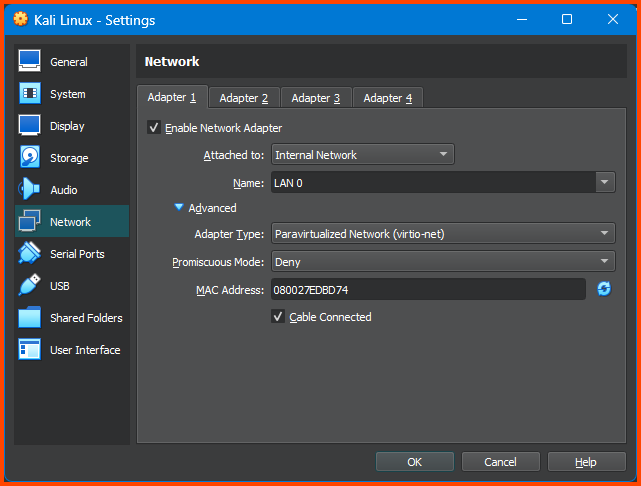 Kali Linux - Settings
General
System
Display
Storage
Audio
Network
Serial Ports
USB
Shared Folders
User Interface
Network
Adapter 1
Adapter 2
Adapter 3
Adapter 4
Enable Network Adapter
Attached to: Internal Network
Name: LAN 0
Advanced
Adapter Type: Paravirtualized Network (virtio-net)
Promiscuous Mode: Deny
MAC Address: 080027EDBD74
Cable Connected
OK
Cancel
Help